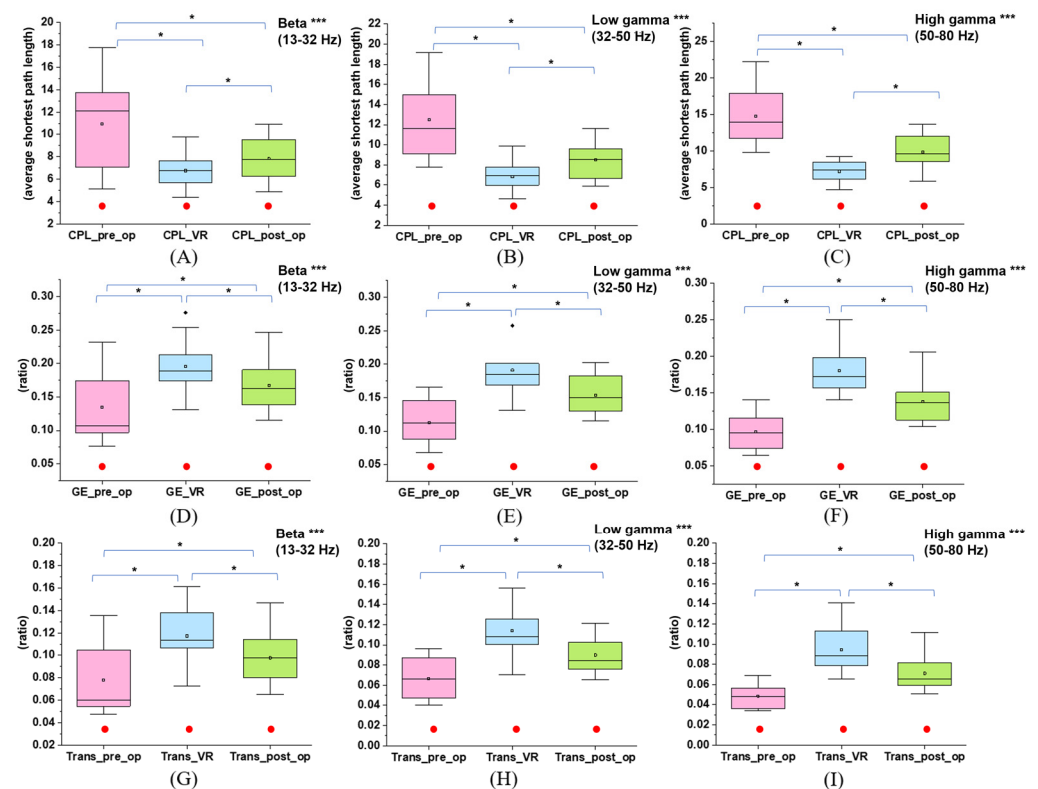 Beta ***
(13-32 Hz)
(average shortest path length)
20
18
16
14
12
10
8
6
4
2
*
*
*
CPL_pre_op
CPL_VR
CPL_post_op
(A)
Low gamma ***
(32-50 Hz)
(average shortest path length)
22
20
18
16
14
12
10
8
6
4
2
*
*
*
CPL_pre_op
CPL_VR
CPL_post_op
(B)
High gamma ***
(50-80 Hz)
(average shortest path length)
25
20
15
10
5
0
*
*
*
CPL_pre_op
CPL_VR
CPL_post_op
(C)
Beta ***
(13-32 Hz)
(ratio)
0.30
0.25
0.20
0.15
0.10
0.05
*
*
*
GE_pre_op
GE_VR
GE_post_op
(D)
Low gamma ***
(32-50 Hz)
(ratio)
0.30
0.25
0.20
0.15
0.10
0.05
*
*
*
GE_pre_op
GE_VR
GE_post_op
(E)
High gamma ***
(50-80 Hz)
(ratio)
0.30
0.25
0.20
0.15
0.10
0.05
*
*
*
GE_pre_op
GE_VR
GE_post_op
(F)
Beta ***
(13-32 Hz)
(ratio)
0.20
0.18
0.16
0.14
0.12
0.10
0.08
0.06
0.04
0.02
*
*
*
Trans_pre_op
Trans_VR
Trans_post_op
(G)
Low gamma ***
(32-50 Hz)
(ratio)
0.20
0.18
0.16
0.14
0.12
0.10
0.08
0.06
0.04
0.02
0.00
*
*
*
Trans_pre_op
Trans_VR
Trans_post_op
(H)
High gamma ***
(50-80 Hz)
(ratio)
0.20
0.18
0.16
0.14
0.12
0.10
0.08
0.06
0.04
0.02
0.00
*
*
*
Trans_pre_op
Trans_VR
Trans_post_op
(I)